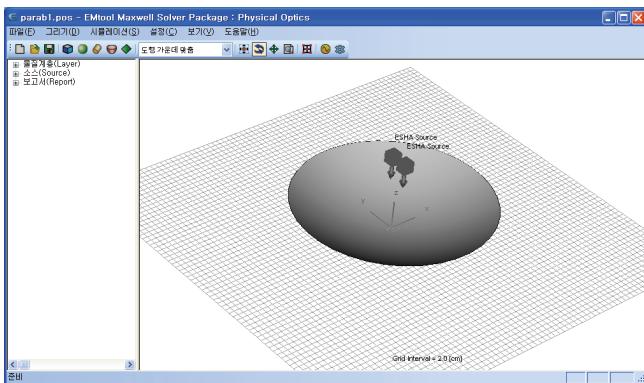 parab1.pos - EMtool Maxwell Solver Package : Physical Optics
파일(F) 그리기(D) 시뮬레이션(S) 설정(C) 보기(V) 도움말(H)
도형 가운데 맞춤
물질계층(Layer)
소스(Source)
보고서(Report)
ESHA Source
ESHA Source
z
y
x
Grid Interval = 2.0 (cm)
준비